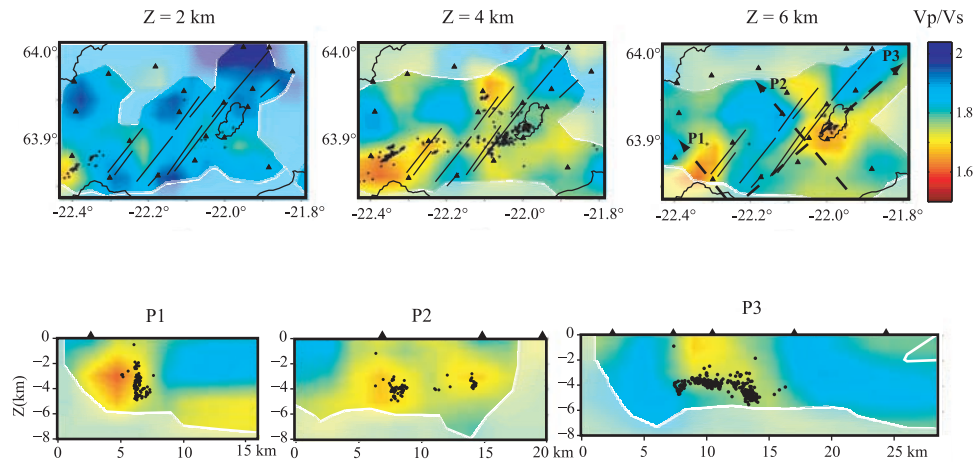 Z = 2 km Z = 4 km Z = 6 km Vp/Vs
64.0° 64.0° 64.0° 2
P3
P2
1.8
63.9° 63.9° 63.9° P1
1.6
-22.4° -22.2° -22.0° -21.8° -22.4° -22.2° -22.0° -21.8° -22.4° -22.2° -22.0° -21.8°
P1 P2 P3
0 0 0
-2 -2 -2
Z(km) -4 -4 -4
-6 -6 -6
-8 -8 -8
0 5 10 15 km 0 5 10 15 20 km 0 5 10 15 20 25 km